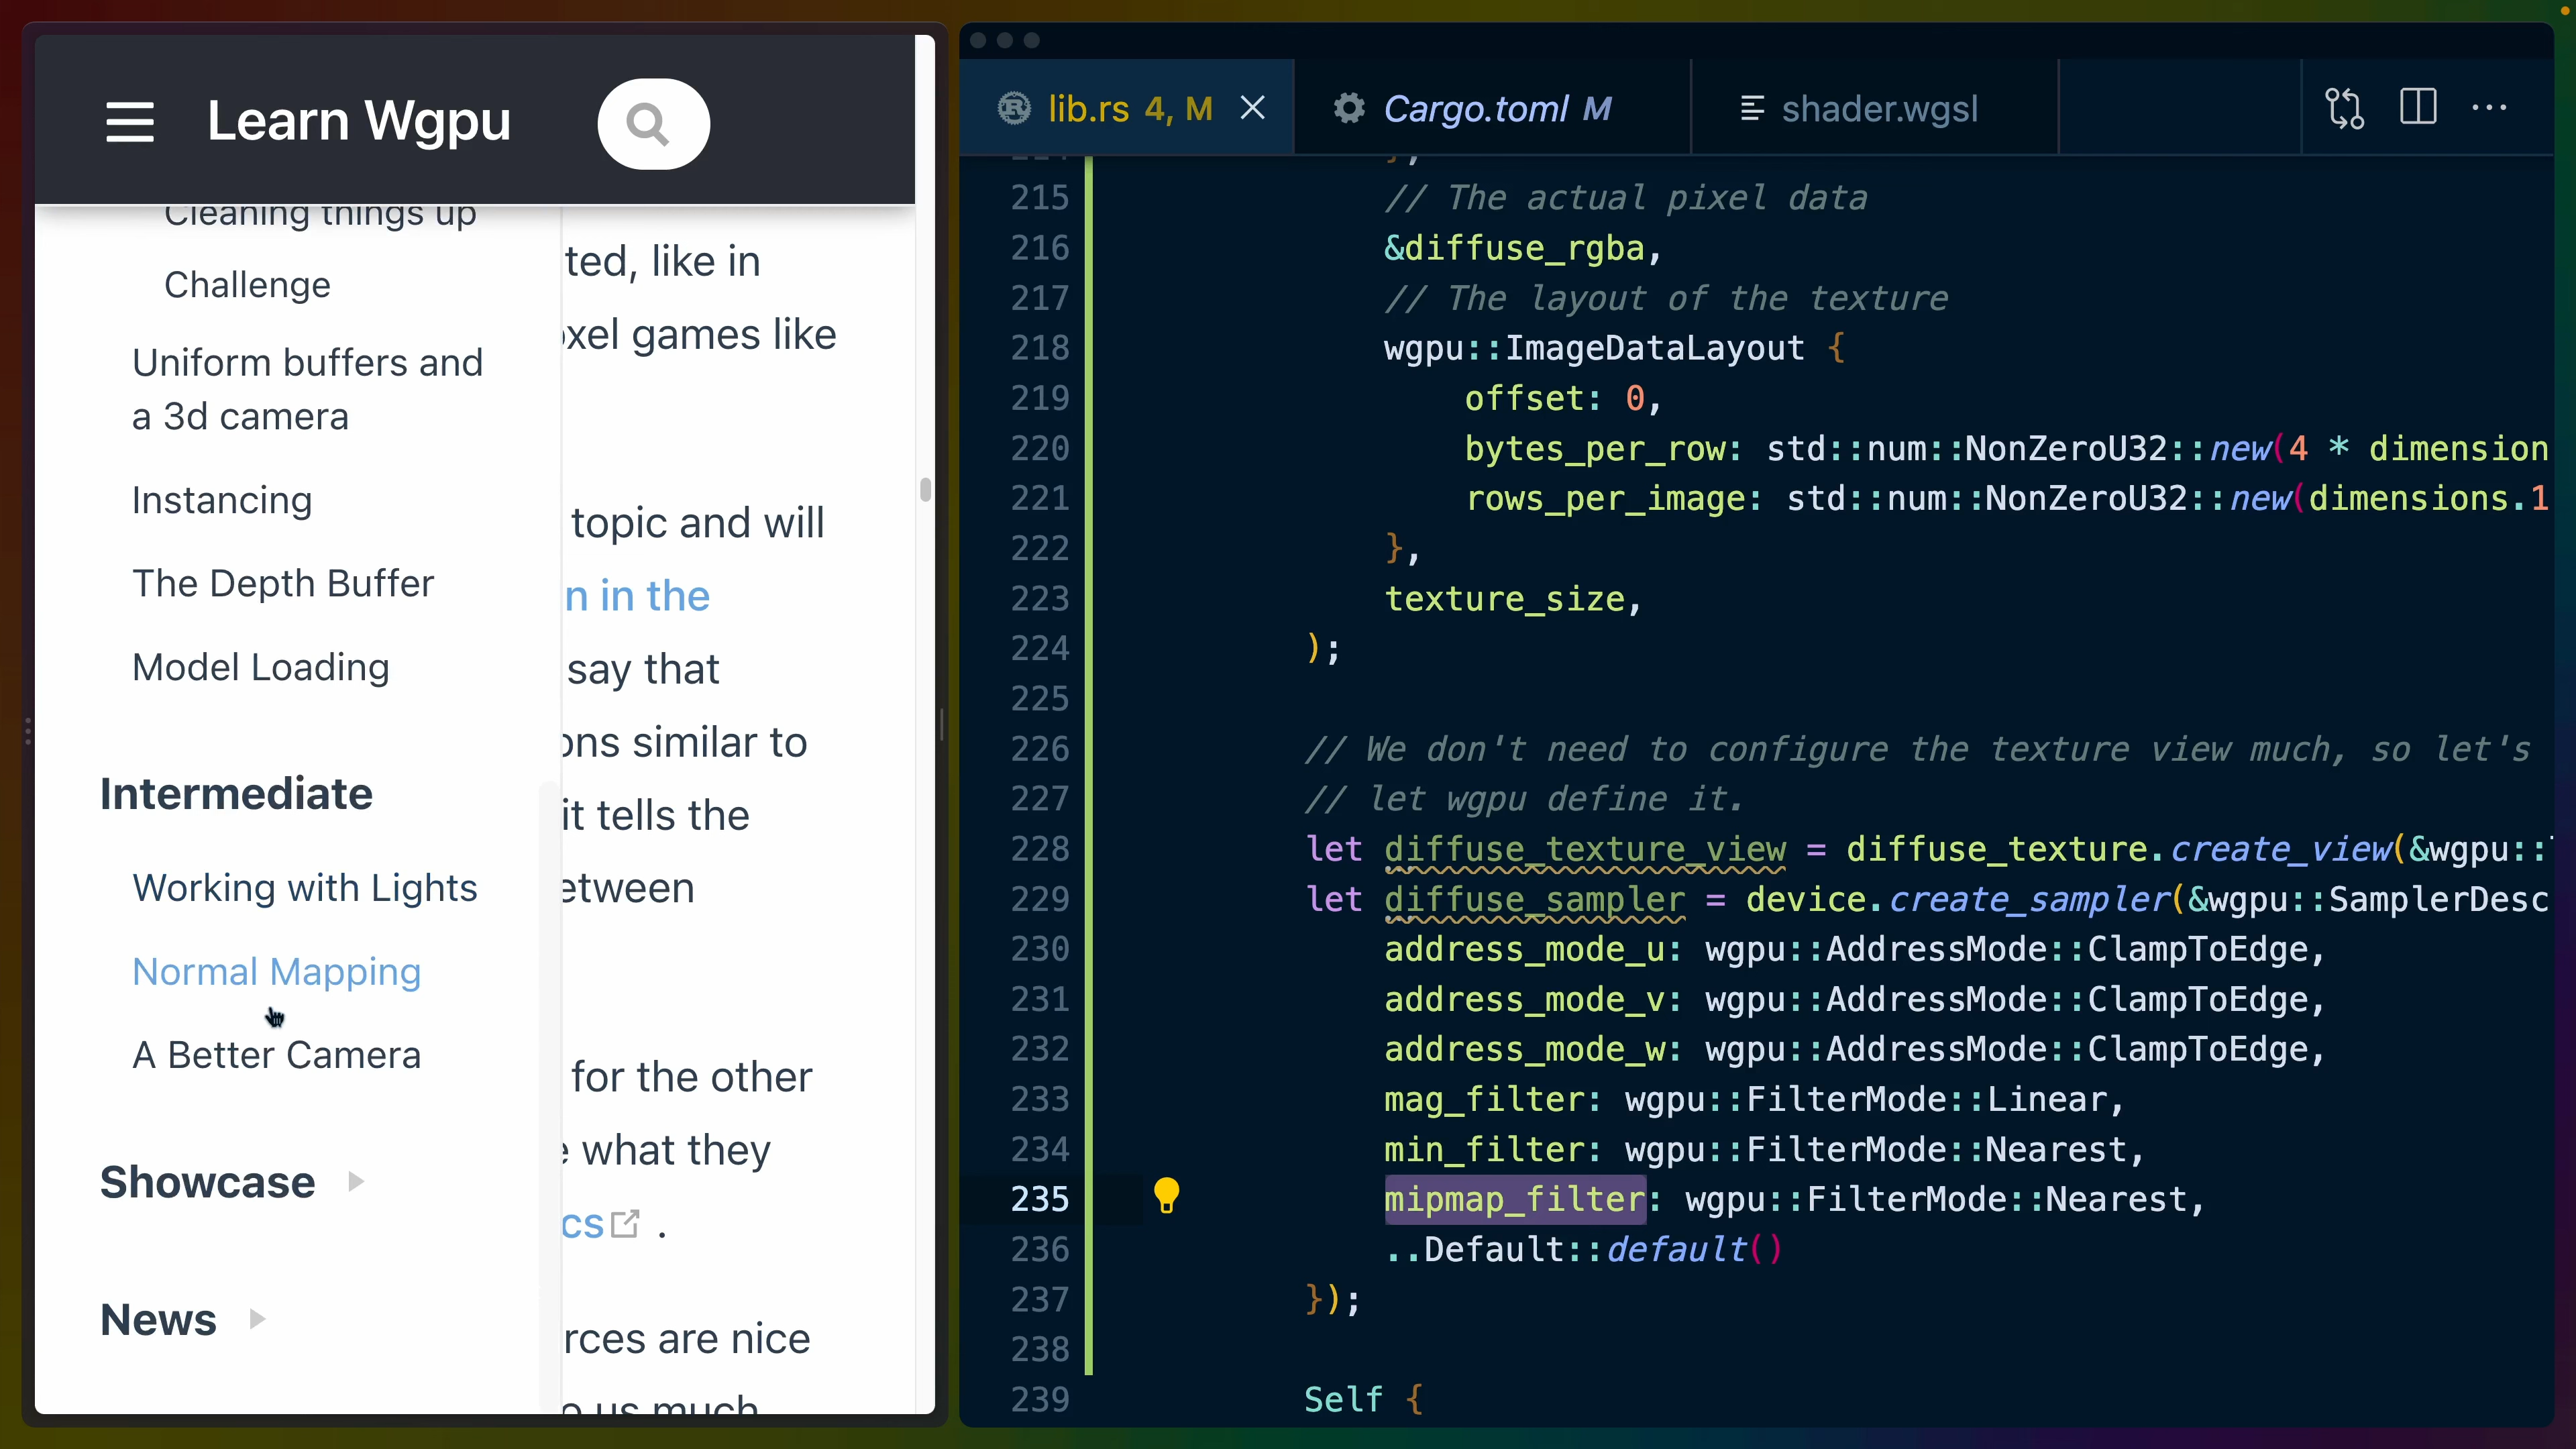 Learn Wgpu
Cleaning things up
Challenge
Uniform buffers and
a 3d camera
Instancing
The Depth Buffer
Model Loading
Intermediate
Working with Lights
Normal Mapping
A Better Camera
Showcase
News
ted, like in
xel games like
topic and will
n in the
say that
ons similar to
it tells the
etween
for the other
e what they
cs .
rces are nice
o us much
lib.rs 4, M
Cargo.toml M
shader.wgsl
215 // The actual pixel data
216 &diffuse_rgba,
217 // The layout of the texture
218 wgpu::ImageDataLayout {
219 offset: 0,
220 bytes_per_row: std::num::NonZeroU32::new(4 * dimension
221 rows_per_image: std::num::NonZeroU32::new(dimensions.1
222 },
223 texture_size,
224 );
225
226 // We don't need to configure the texture view much, so let's
227 // let wgpu define it.
228 let diffuse_texture_view = diffuse_texture.create_view(&wgpu::
229 let diffuse_sampler = device.create_sampler(&wgpu::SamplerDesc
230 address_mode_u: wgpu::AddressMode::ClampToEdge,
231 address_mode_v: wgpu::AddressMode::ClampToEdge,
232 address_mode_w: wgpu::AddressMode::ClampToEdge,
233 mag_filter: wgpu::FilterMode::Linear,
234 min_filter: wgpu::FilterMode::Nearest,
235 mipmap_filter: wgpu::FilterMode::Nearest,
236 ..Default::default()
237 });
238
239 Self {